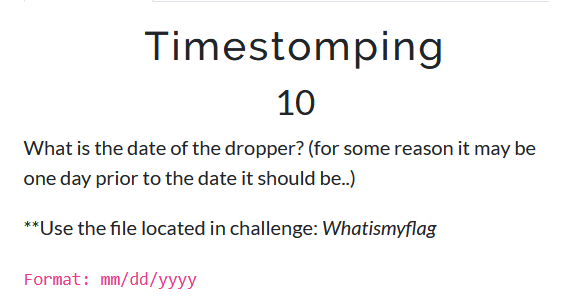 Timestomping
10
What is the date of the dropper? (for some reason it may be
one day prior to the date it should be..)
**Use the file located in challenge: Whatismyflag
Format: mm/dd/yyyy